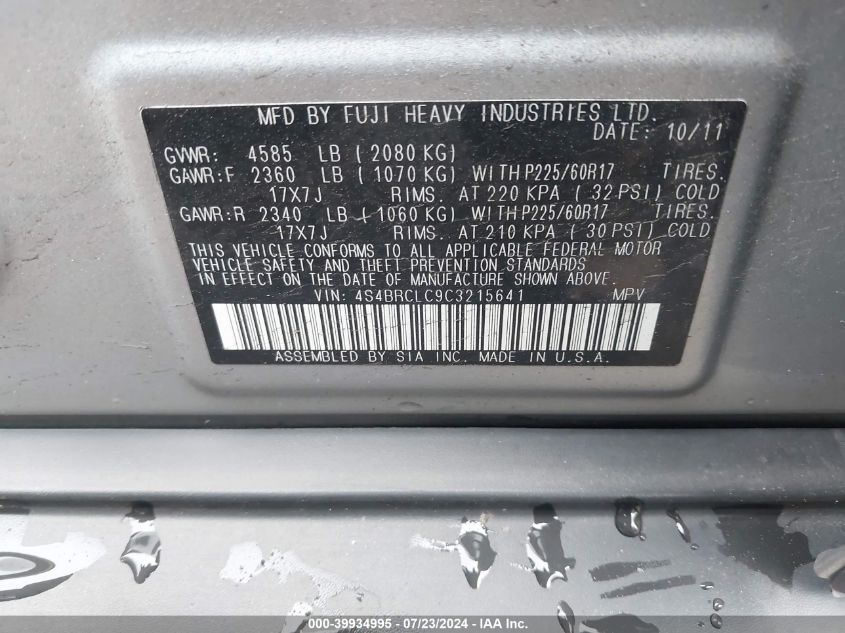 MFD BY FUJI HEAVY INDUSTRIES LTD.
DATE: 10/11
GVWR: 4585 LB ( 2080 KG)
GAWR:F 2360 LB ( 1070 KG) WITH P225/60R17 TIRES.
17X7J RIMS. AT 220 KPA ( 32 PSI) COLD
GAWR:R 2340 LB ( 1060 KG) WITH P225/60R17 TIRES.
17X7J RIMS. AT 210 KPA ( 30 PSI) COLD
THIS VEHICLE CONFORMS TO ALL APPLICABLE FEDERAL MOTOR
VEHICLE SAFETY AND THEFT PREVENTION STANDARDS
IN EFFECT ON THE DATE OF MANUFACTURE SHOWN ABOVE.
VIN: 4S4BRCLC9C3215641 MPV
ASSEMBLED BY SIA INC. MADE IN U.S.A.
000-39934995 - 07/23/2024 - IAA Inc.